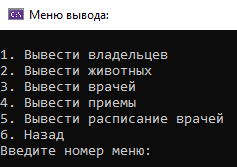 Меню вывода:
1. Вывести владельцев
2. Вывести животных
3. Вывести врачей
4. Вывести приемы
5. Вывести расписание врачей
6. Назад
Введите номер меню: